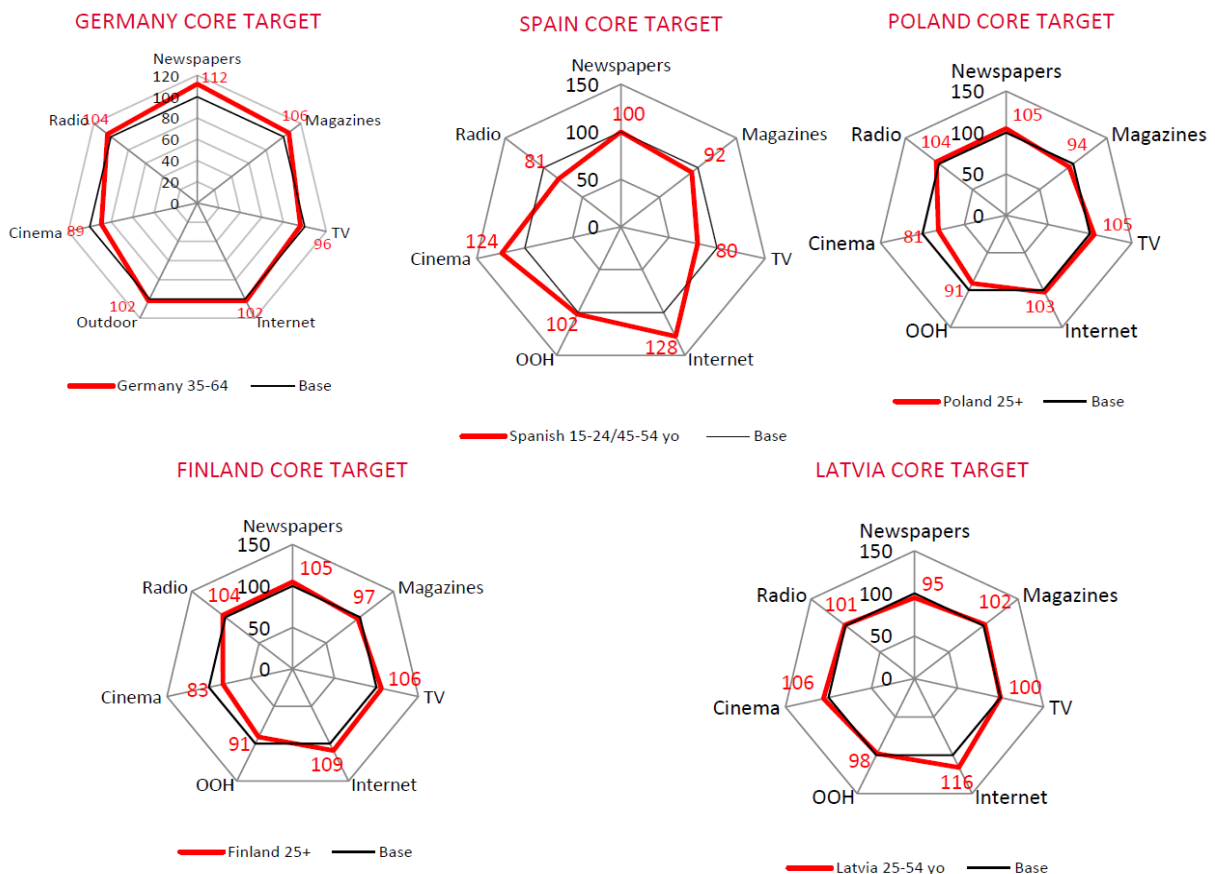 GERMANY CORE TARGET
Newspapers
120
112
100
80
60
40
20
0
Radio
104
106
Magazines
Cinema
89
TV
96
102
Outdoor
102
Internet
Germany 35-64
Base
SPAIN CORE TARGET
Newspapers
150
100
100
50
0
Radio
81
92
Magazines
124
Cinema
80
TV
102
OOH
128
Internet
Spanish 15-24/45-54 yo
Base
POLAND CORE TARGET
Newspapers
150
105
100
50
0
Radio
104
94
Magazines
Cinema
81
105
TV
91
OOH
103
Internet
Poland 25+
Base
FINLAND CORE TARGET
Newspapers
150
105
100
50
0
Radio
104
97
Magazines
Cinema
83
106
TV
91
OOH
109
Internet
Finland 25+
Base
LATVIA CORE TARGET
Newspapers
150
95
100
50
0
Radio
101
102
Magazines
106
Cinema
100
TV
98
OOH
116
Internet
Latvia 25-54 yo
Base